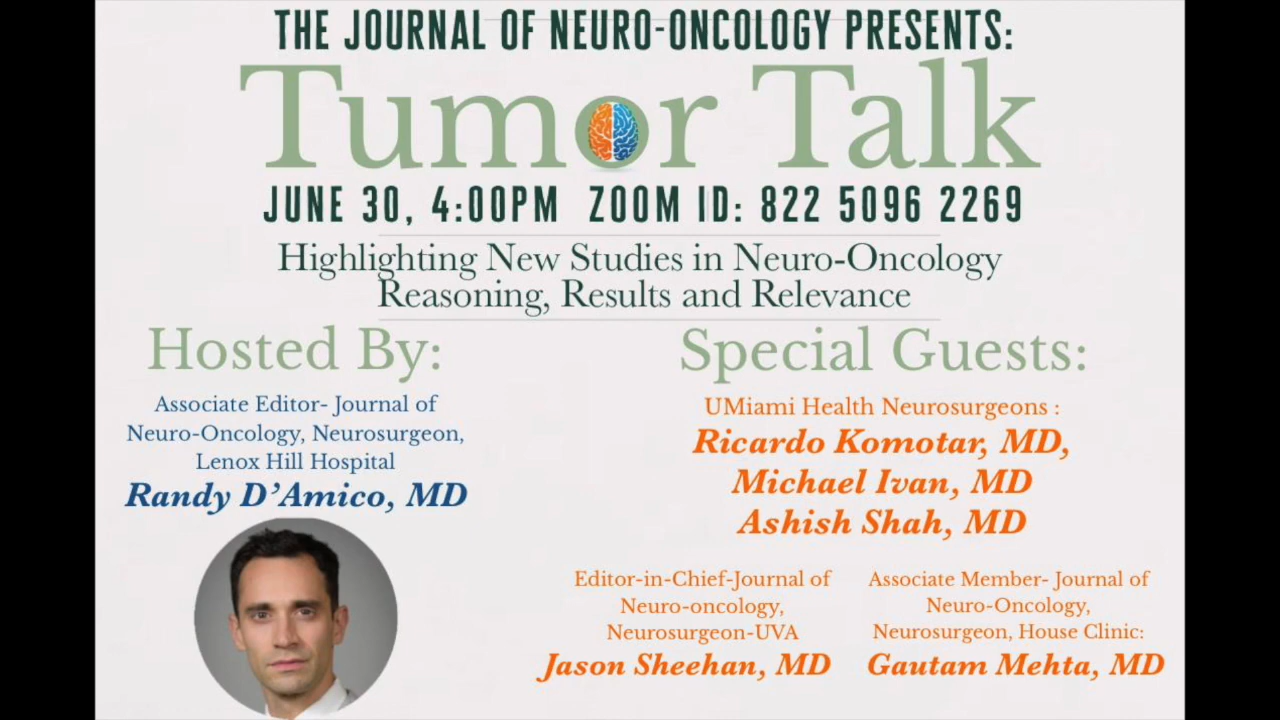 THE JOURNAL OF NEURO-ONCOLOGY PRESENTS:
Tumor Talk
JUNE 30, 4:00PM ZOOM ID: 822 5096 2269
Highlighting New Studies in Neuro-Oncology
Reasoning, Results and Relevance
Hosted By:
Associate Editor- Journal of
Neuro-Oncology, Neurosurgeon,
Lenox Hill Hospital
Randy D’Amico, MD
Special Guests:
UMiami Health Neurosurgeons :
Ricardo Komotar, MD,
Michael Ivan, MD
Ashish Shah, MD
Editor-in-Chief-Journal of
Neuro-oncology,
Neurosurgeon-UVA
Jason Sheehan, MD
Associate Member- Journal of
Neuro-Oncology,
Neurosurgeon, House Clinic:
Gautam Mehta, MD